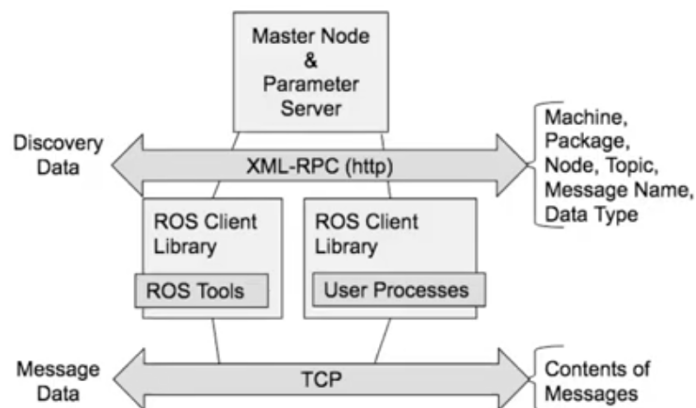 Master Node
&
Parameter
Server
Discovery
Data
XML-RPC (http)
Machine,
Package,
Node, Topic,
Message Name,
Data Type
ROS Client
Library
ROS Tools
ROS Client
Library
User Processes
Message
Data
TCP
Contents of
Messages